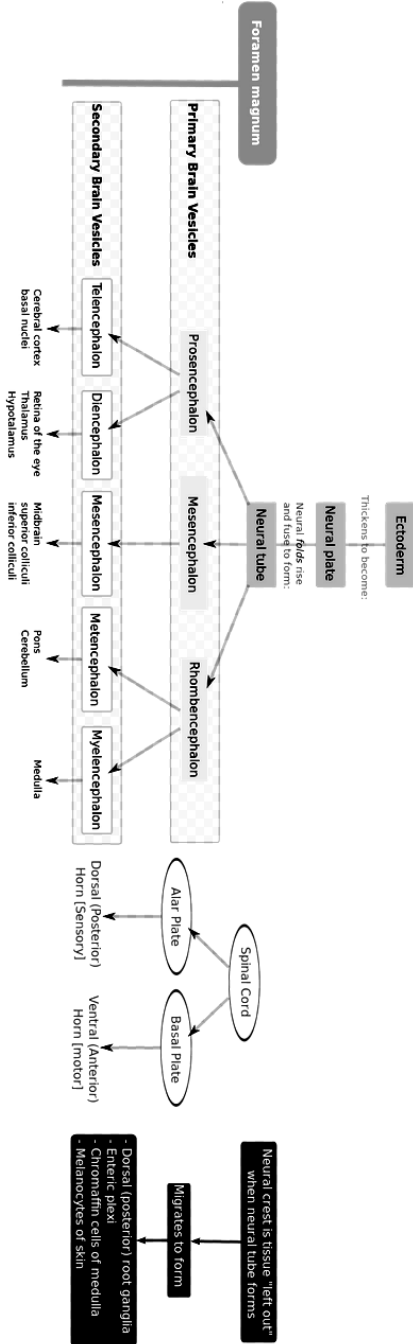 Ectoderm
Thickens to become:
Neural plate
Neural folds rise
and fuse to form:
Neural tube
Foramen magnum
Primary Brain Vesicles
Prosencephalon
Mesencephalon
Rhombencephalon
Secondary Brain Vesicles
Telencephalon
Diencephalon
Mesencephalon
Metencephalon
Myelencephalon
Cerebral cortex
basal nuclei
Retina of the eye
Thalamus
Hypotalamus
Midbrain
superior colliculi
inferior colliculi
Pons
Cerebellum
Medulla
Spinal Cord
Alar Plate
Basal Plate
Dorsal (Posterior)
Horn [Sensory]
Ventral (Anterior)
Horn [motor]
Neural crest is tissue "left out"
when neural tube forms
Migrates to form
- Dorsal (posterior) root ganglia
- Enteric plexi
- Chromaffin cells of medulla
- Melanocytes of skin